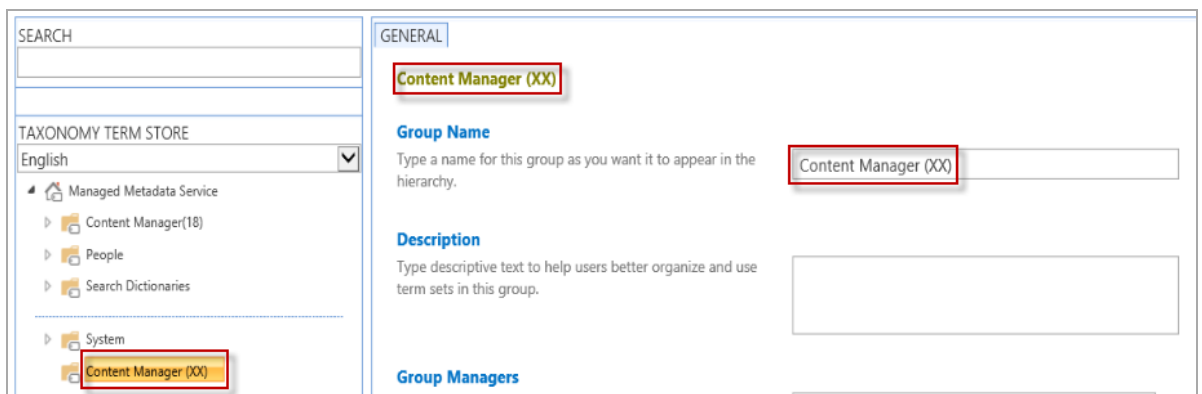 SEARCH
TAXONOMY TERM STORE
English
Managed Metadata Service
Content Manager(18)
People
Search Dictionaries
System
Content Manager (XX)
GENERAL
Content Manager (XX)
Group Name
Type a name for this group as you want it to appear in the
hierarchy.
Content Manager (XX)
Description
Type descriptive text to help users better organize and use
term sets in this group.
Group Managers